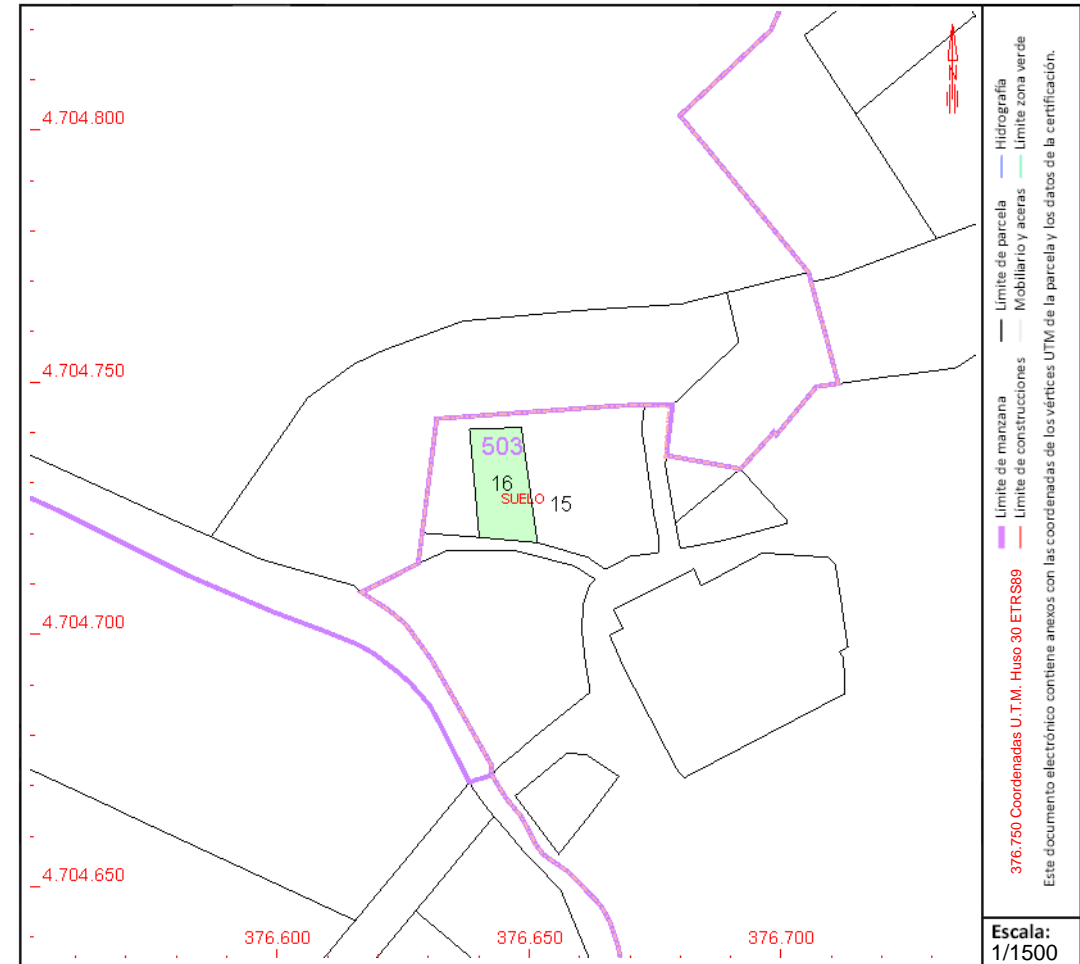 4.704.800
4.704.750
503
16
SUELO
15
4.704.700
4.704.650
376.600
376.650
376.700
N
376.750 Coordenadas U.T.M. Huso 30 ETRS89
Límite de manzana
Límite de parcela
Hidrografía
Límite de construcciones
Mobiliario y aceras
Límite zona verde
Este documento electrónico contiene anexos con las coordenadas de los vértices UTM de la parcela y los datos de la certificación.
Escala:
1/1500